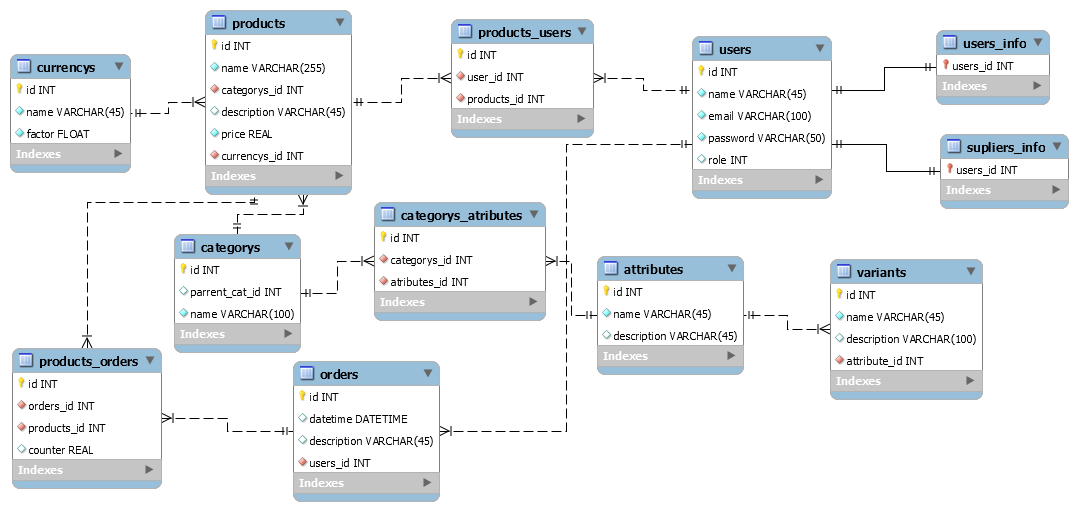 currencys
id INT
name VARCHAR(45)
factor FLOAT
Indexes
products
id INT
name VARCHAR(255)
categorys_id INT
description VARCHAR(45)
price REAL
currencys_id INT
Indexes
products_users
id INT
user_id INT
products_id INT
Indexes
users
id INT
name VARCHAR(45)
email VARCHAR(100)
password VARCHAR(50)
role INT
Indexes
users_info
users_id INT
Indexes
supliers_info
users_id INT
Indexes
categorys
id INT
parrent_cat_id INT
name VARCHAR(100)
Indexes
categorys_atributes
id INT
categorys_id INT
atributes_id INT
Indexes
attributes
id INT
name VARCHAR(45)
description VARCHAR(45)
Indexes
variants
id INT
name VARCHAR(45)
description VARCHAR(100)
attribute_id INT
Indexes
products_orders
id INT
orders_id INT
products_id INT
counter REAL
Indexes
orders
id INT
datetime DATETIME
description VARCHAR(45)
users_id INT
Indexes